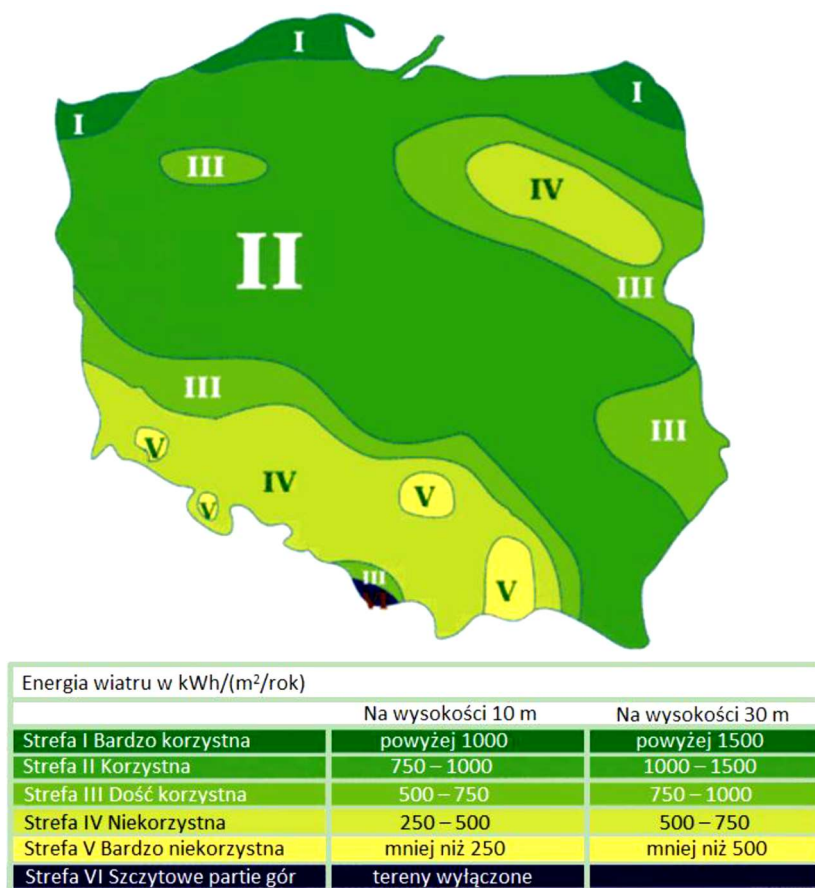 I
I
I
III
IV
II
III
III
III
V
IV
V
V
III
VI
V
Energia wiatru w kWh/(m²/rok)
Na wysokości 10 m Na wysokości 30 m
Strefa I Bardzo korzystna powyżej 1000 powyżej 1500
Strefa II Korzystna 750 – 1000 1000 – 1500
Strefa III Dość korzystna 500 – 750 750 – 1000
Strefa IV Niekorzystna 250 – 500 500 – 750
Strefa V Bardzo niekorzystna mniej niż 250 mniej niż 500
Strefa VI Szczytowe partie gór tereny wyłączone